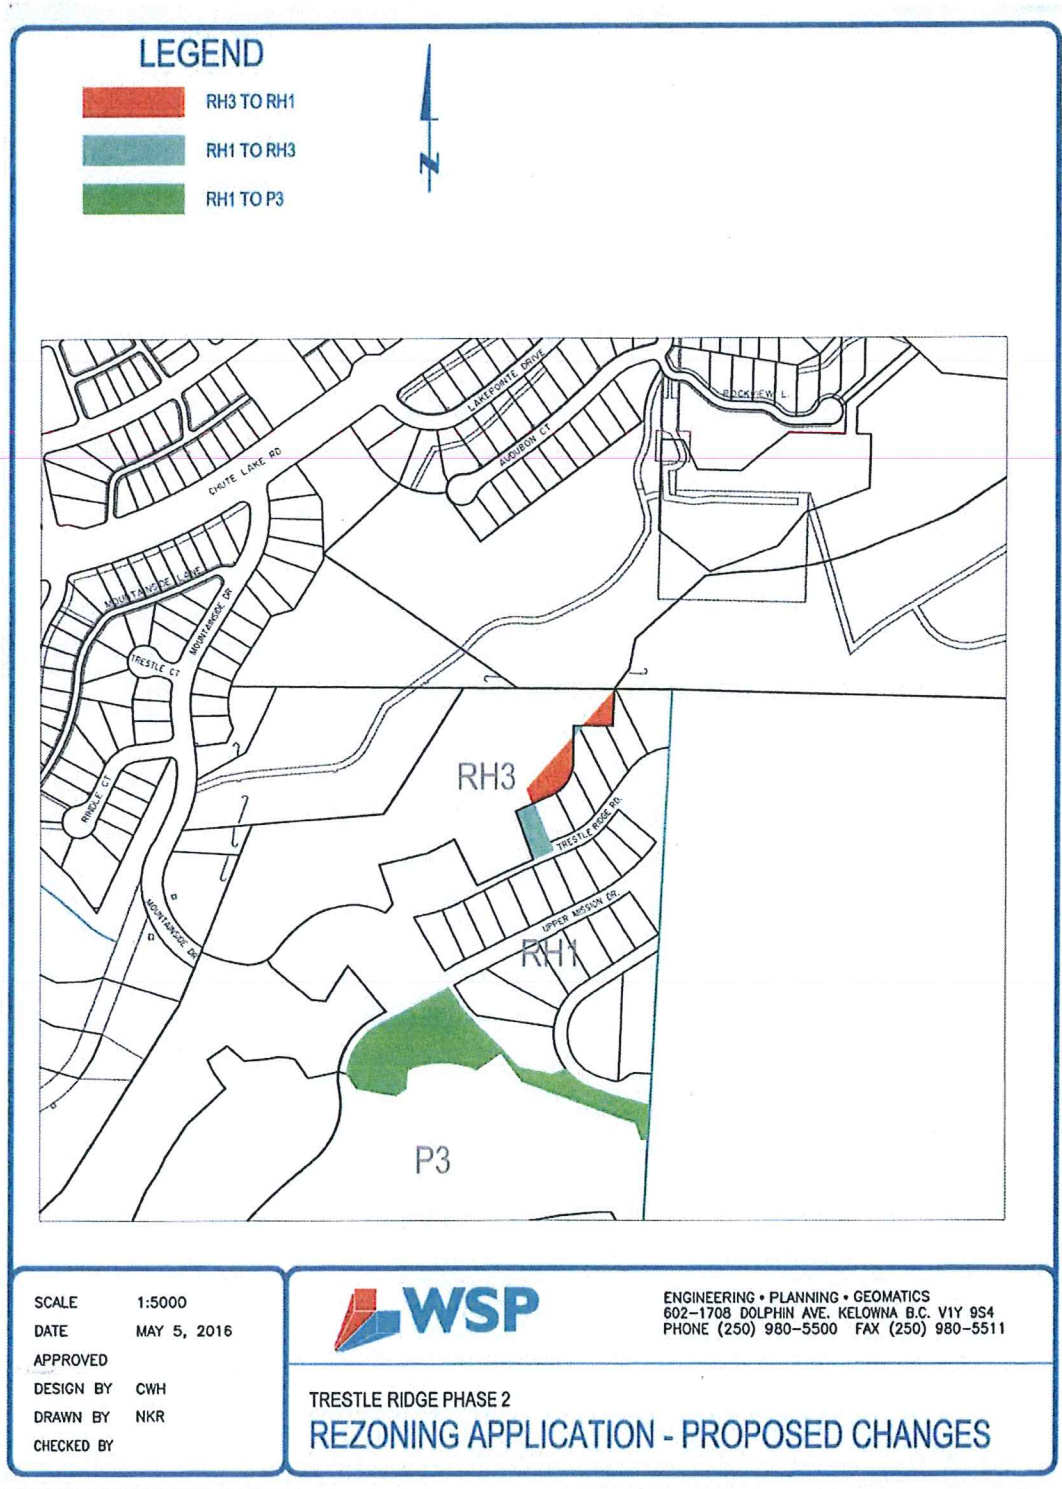 LEGEND
RH3 TO RH1
RH1 TO RH3
RH1 TO P3
N
LAKEPOINTE DRIVE
ROCKVIEW L.
AUDUBON CT
CHUTE LAKE RD
MOUNTAINSIDE LANE
MOUNTAINSIDE DR
TRESTLE CT
RH3
RINDLE CT
TRESTLE RIDGE RD.
UPPER MISSION DR.
MOUNTAINSIDE DR
RH1
P3
SCALE 1:5000
DATE MAY 5, 2016
APPROVED
DESIGN BY CWH
DRAWN BY NKR
CHECKED BY
WSP
ENGINEERING • PLANNING • GEOMATICS
602-1708 DOLPHIN AVE. KELOWNA B.C. V1Y 9S4
PHONE (250) 980-5500 FAX (250) 980-5511
TRESTLE RIDGE PHASE 2
REZONING APPLICATION - PROPOSED CHANGES